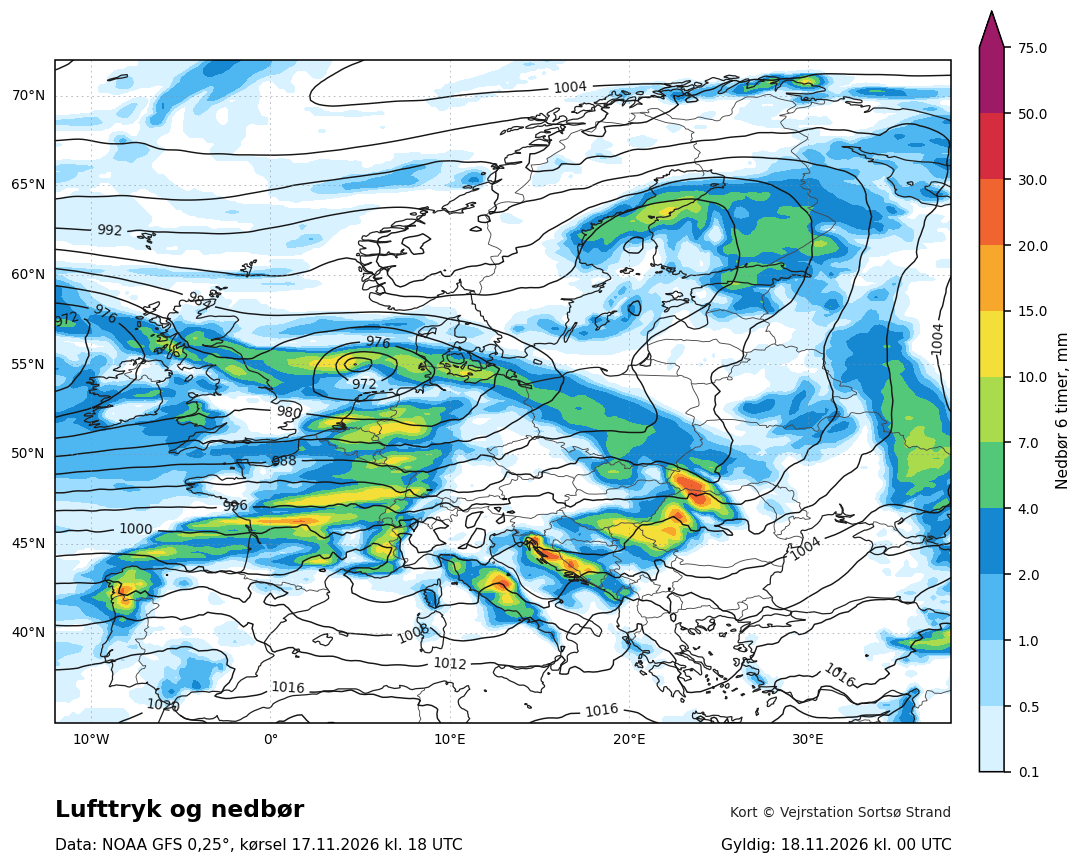 75.0
50.0
30.0
20.0
15.0
10.0
7.0
4.0
2.0
1.0
0.5
0.1
Nedbør 6 timer, mm
70°N
65°N
60°N
55°N
50°N
45°N
40°N
10°W
0°
10°E
20°E
30°E
1004
992
984
976
972
976
972
980
988
996
1000
1004
1004
1008
1012
1016
1016
1016
1020
Lufttryk og nedbør
Kort © Vejrstation Sortsø Strand
Data: NOAA GFS 0,25°, kørsel 17.11.2026 kl. 18 UTC
Gyldig: 18.11.2026 kl. 00 UTC